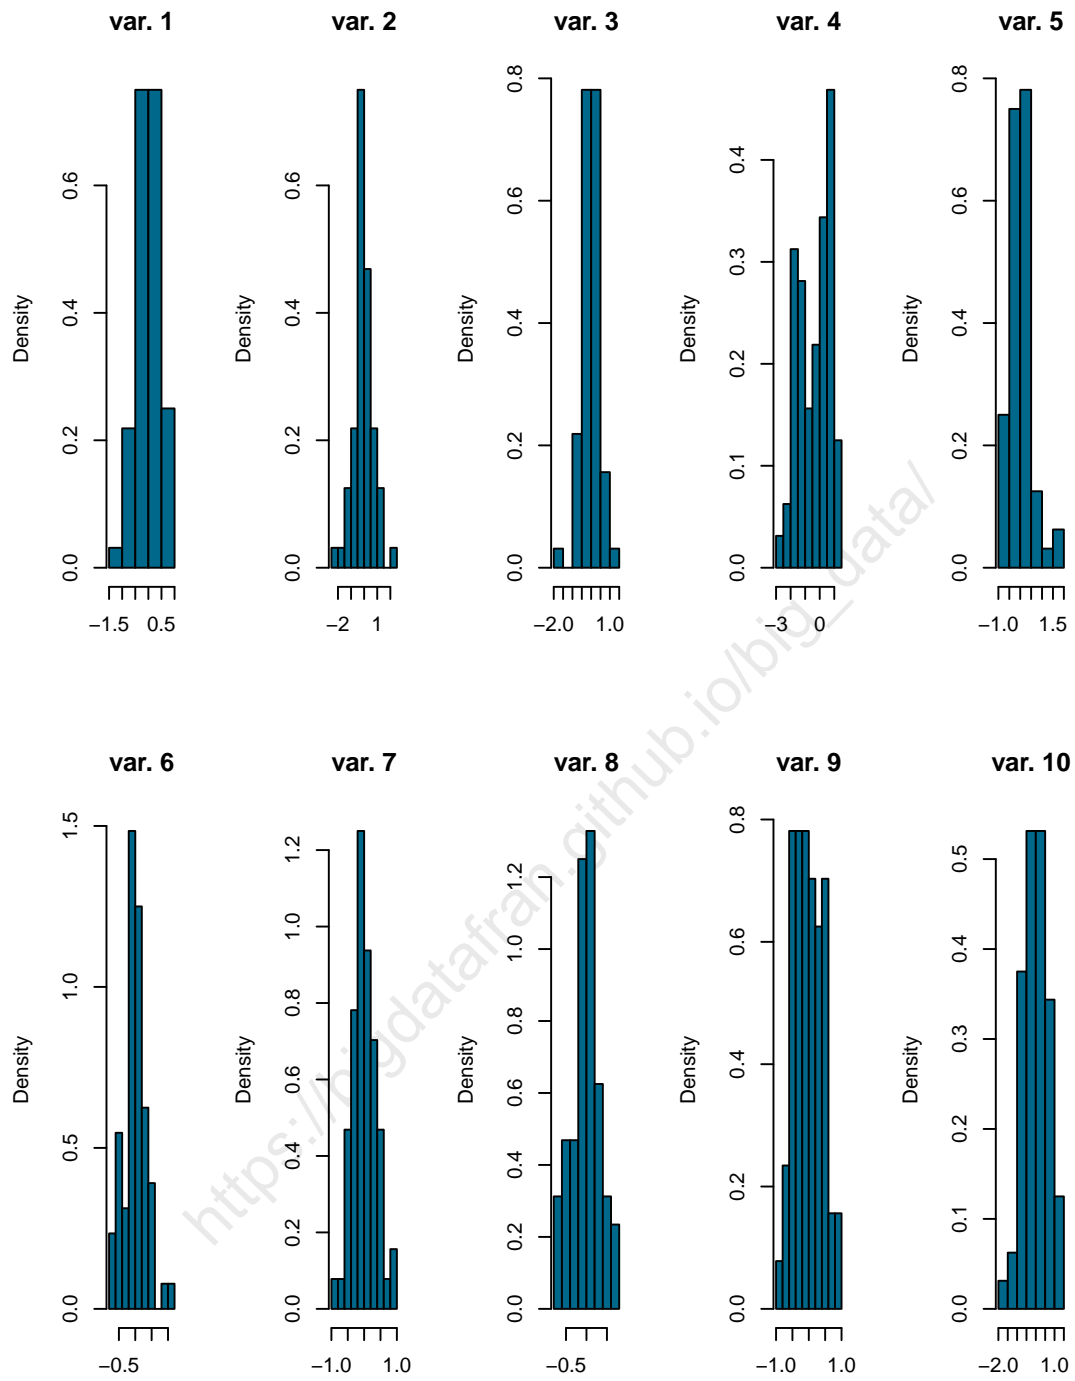 var. 1
var. 2
var. 3
var. 4
var. 5
Density
0.0 0.2 0.4 0.6
−1.5 0.5
Density
0.0 0.2 0.4 0.6
−2 1
Density
0.0 0.2 0.4 0.6 0.8
−2.0 1.0
Density
0.0 0.1 0.2 0.3 0.4
−3 0
Density
0.0 0.2 0.4 0.6 0.8
−1.0 1.5
var. 6
var. 7
var. 8
var. 9
var. 10
Density
0.0 0.5 1.0 1.5
−0.5
Density
0.0 0.2 0.4 0.6 0.8 1.0 1.2
−1.0 1.0
Density
0.0 0.2 0.4 0.6 0.8 1.0 1.2
−0.5
Density
0.0 0.2 0.4 0.6 0.8
−1.0 1.0
Density
0.0 0.1 0.2 0.3 0.4 0.5
−2.0 1.0
https://bigdatafran.github.io/big_data/